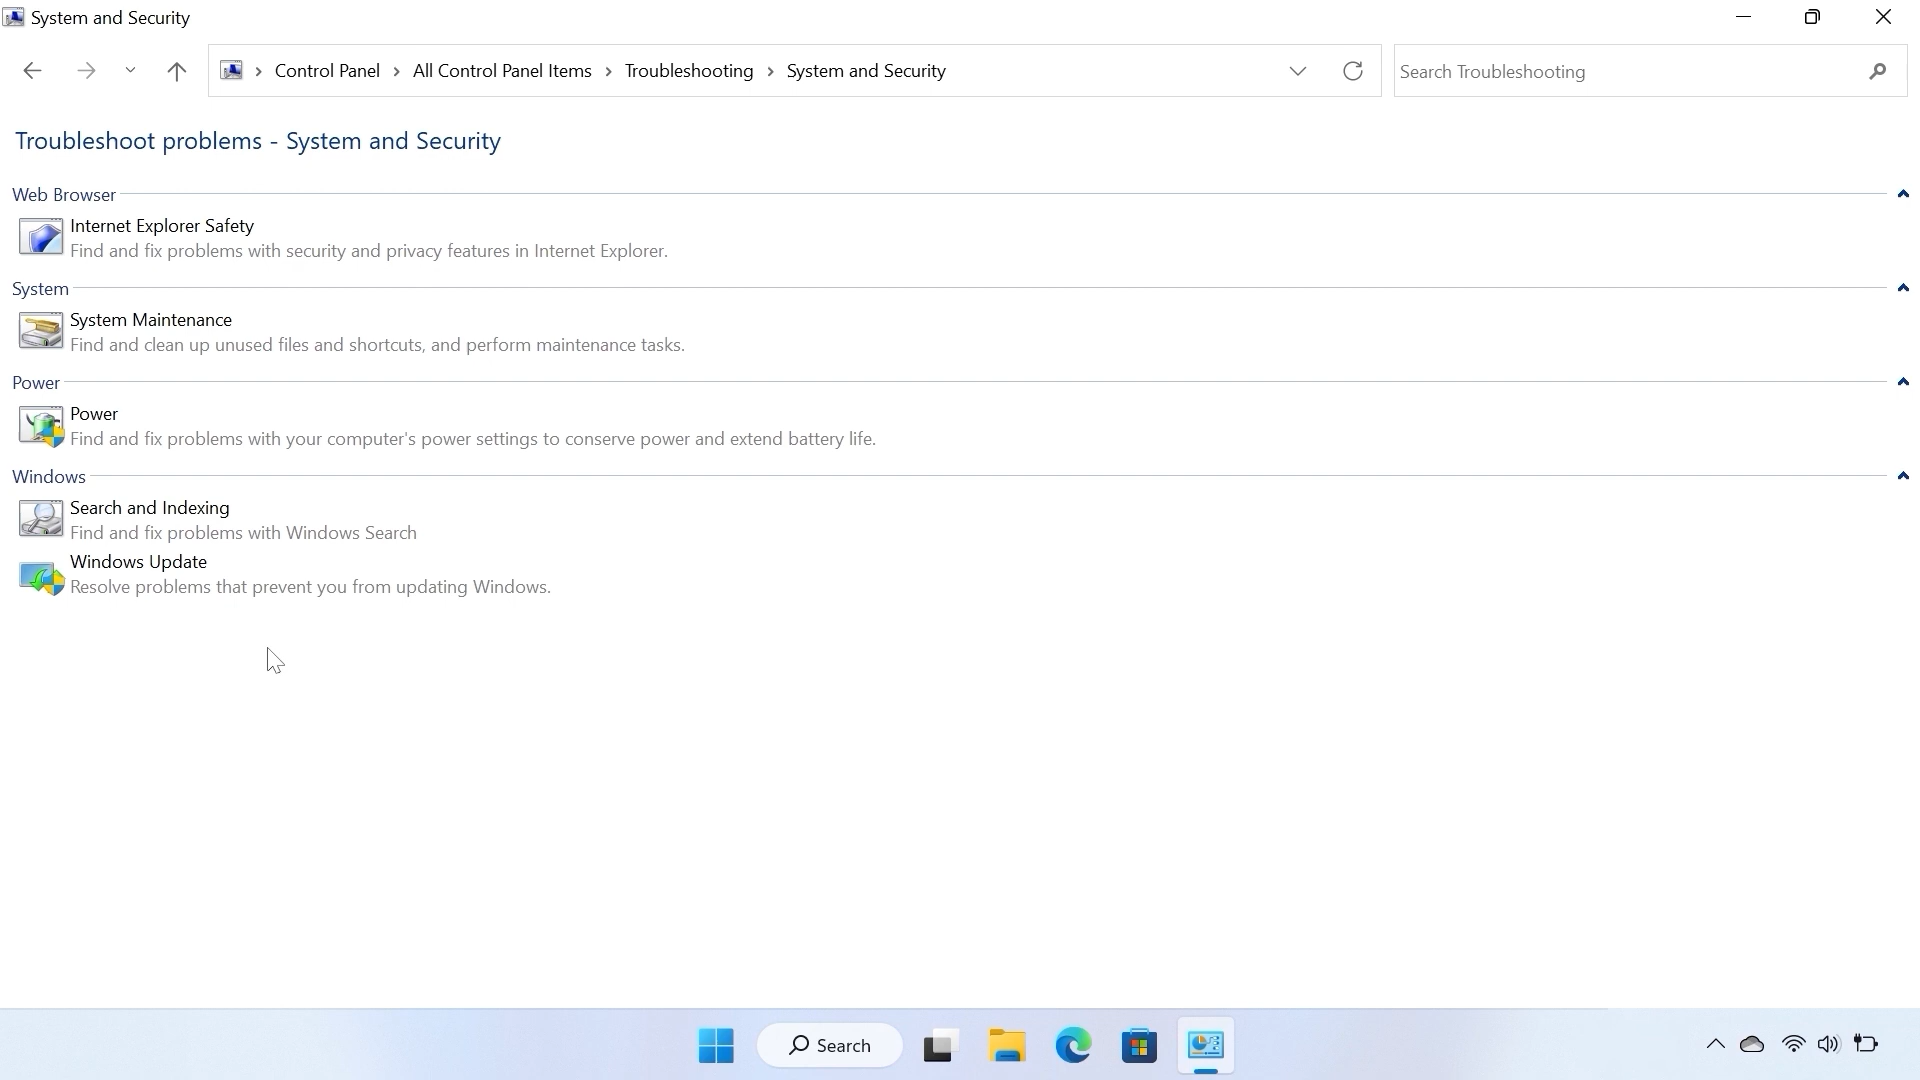 System and Security
Control Panel
All Control Panel Items
Troubleshooting
System and Security
Search Troubleshooting
Troubleshoot problems - System and Security
Web Browser
Internet Explorer Safety
Find and fix problems with security and privacy features in Internet Explorer.
System
System Maintenance
Find and clean up unused files and shortcuts, and perform maintenance tasks.
Power
Power
Find and fix problems with your computer's power settings to conserve power and extend battery life.
Windows
Search and Indexing
Find and fix problems with Windows Search
Windows Update
Resolve problems that prevent you from updating Windows.
Search